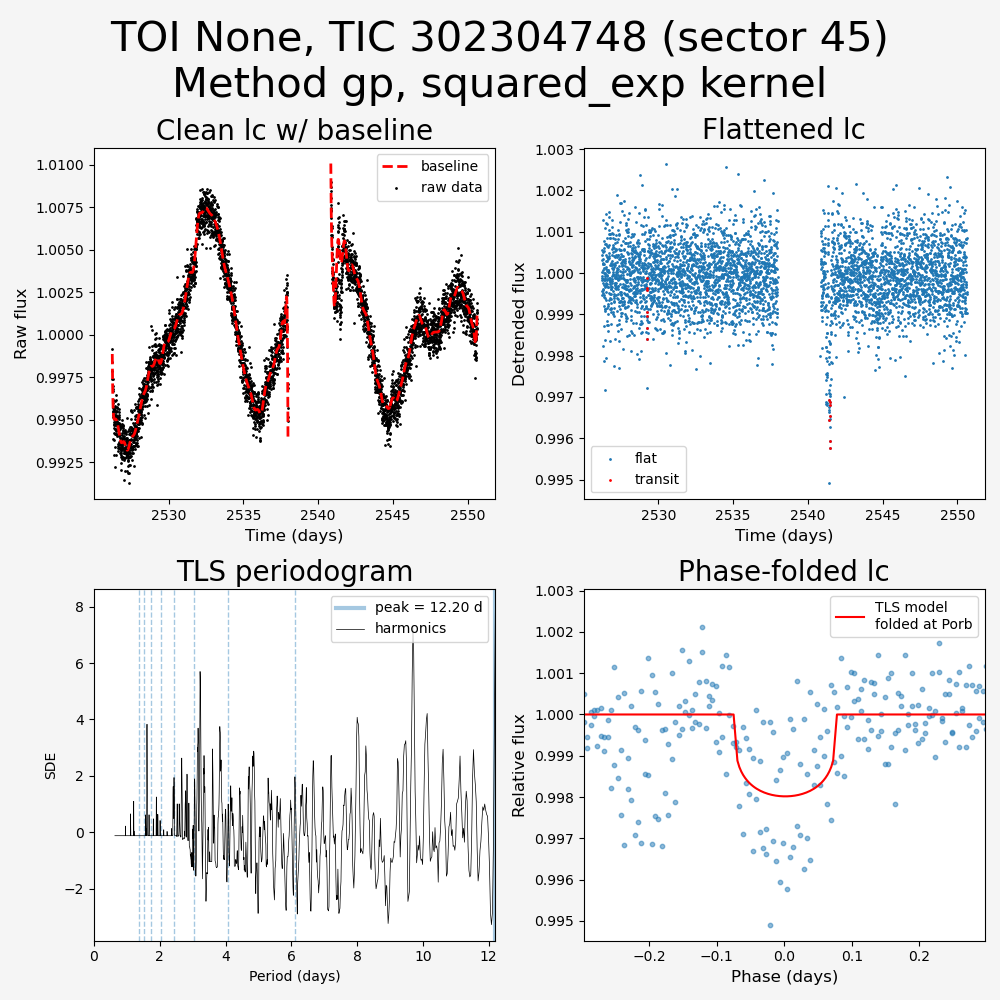 TOI None, TIC 302304748 (sector 45)
Method gp, squared_exp kernel
Clean lc w/ baseline
1.0100
1.0075
1.0050
1.0025
1.0000
0.9975
0.9950
0.9925
Raw flux
baseline
raw data
2530
2535
2540
2545
2550
Time (days)
Flattened lc
1.003
1.002
1.001
1.000
0.999
0.998
0.997
0.996
0.995
Detrended flux
flat
transit
2530
2535
2540
2545
2550
Time (days)
TLS periodogram
8
6
4
2
0
−2
SDE
peak = 12.20 d
harmonics
0
2
4
6
8
10
12
Period (days)
Phase-folded lc
1.003
1.002
1.001
1.000
0.999
0.998
0.997
0.996
0.995
Relative flux
TLS model
folded at Porb
−0.2
−0.1
0.0
0.1
0.2
Phase (days)